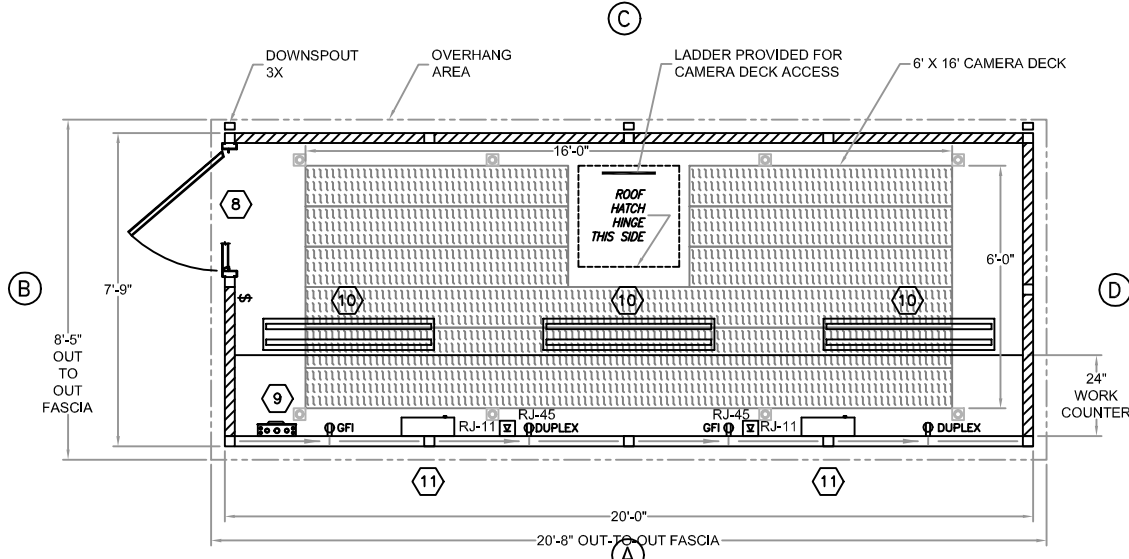 C
DOWNSPOUT
3X
OVERHANG
AREA
LADDER PROVIDED FOR
CAMERA DECK ACCESS
6' X 16' CAMERA DECK
16'-0"
8
ROOF
HATCH
HINGE
THIS SIDE
6'-0"
B
7'-9"
$
10
10
10
D
8'-5"
OUT
TO
OUT
FASCIA
24"
WORK
COUNTER
9
GFI
RJ-11
RJ-45
DUPLEX
RJ-45
GFI
RJ-11
DUPLEX
11
11
20'-0"
20'-8" OUT-TO-OUT FASCIA
A